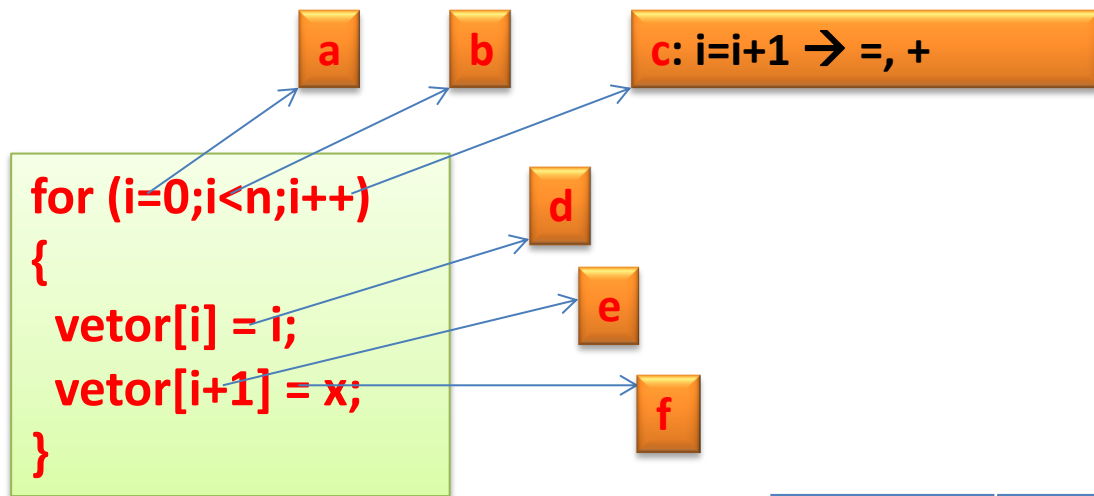 a
b
c: i=i+1 → =, +
for (i=0;i<n;i++)
{
vetor[i] = i;
vetor[i+1] = x;
}
d
e
f